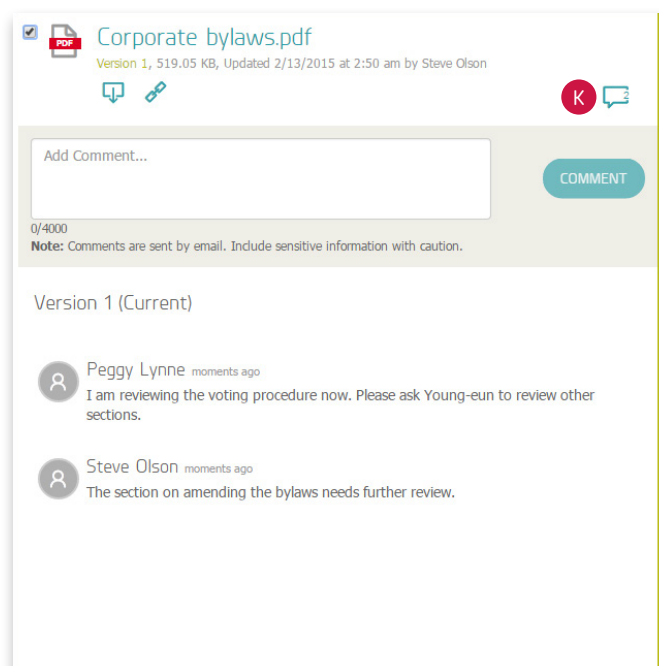 PDF
Corporate bylaws.pdf
Version 1, 519.05 KB, Updated 2/13/2015 at 2:50 am by Steve Olson
K
2
Add Comment...
COMMENT
0/4000
Note: Comments are sent by email. Include sensitive information with caution.
Version 1 (Current)
Peggy Lynne moments ago
I am reviewing the voting procedure now. Please ask Young-eun to review other
sections.
Steve Olson moments ago
The section on amending the bylaws needs further review.